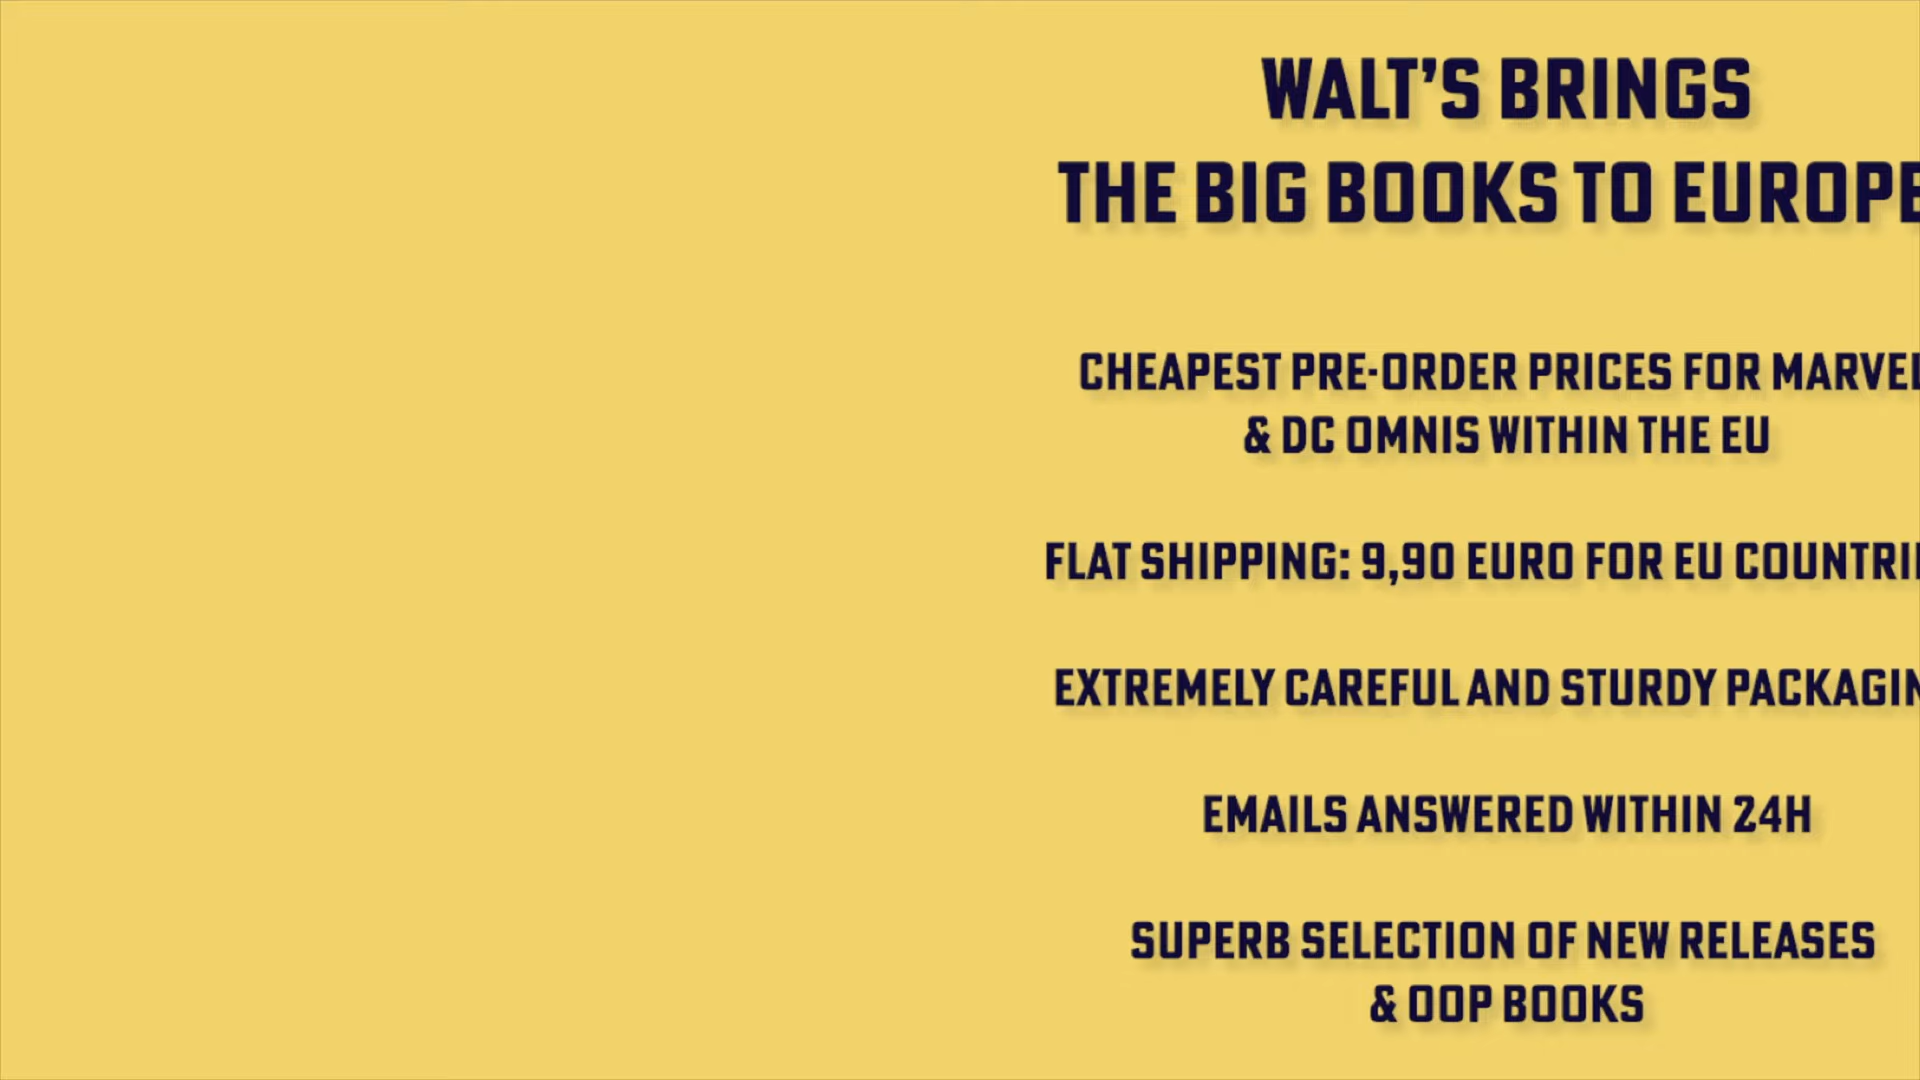 WALT'S BRINGS
THE BIG BOOKS TO EUROPE
CHEAPEST PRE-ORDER PRICES FOR MARVEL
& DC OMNIS WITHIN THE EU
FLAT SHIPPING: 9,90 EURO FOR EU COUNTRI
EXTREMELY CAREFUL AND STURDY PACKAGIN
EMAILS ANSWERED WITHIN 24H
SUPERB SELECTION OF NEW RELEASES
& OOP BOOKS